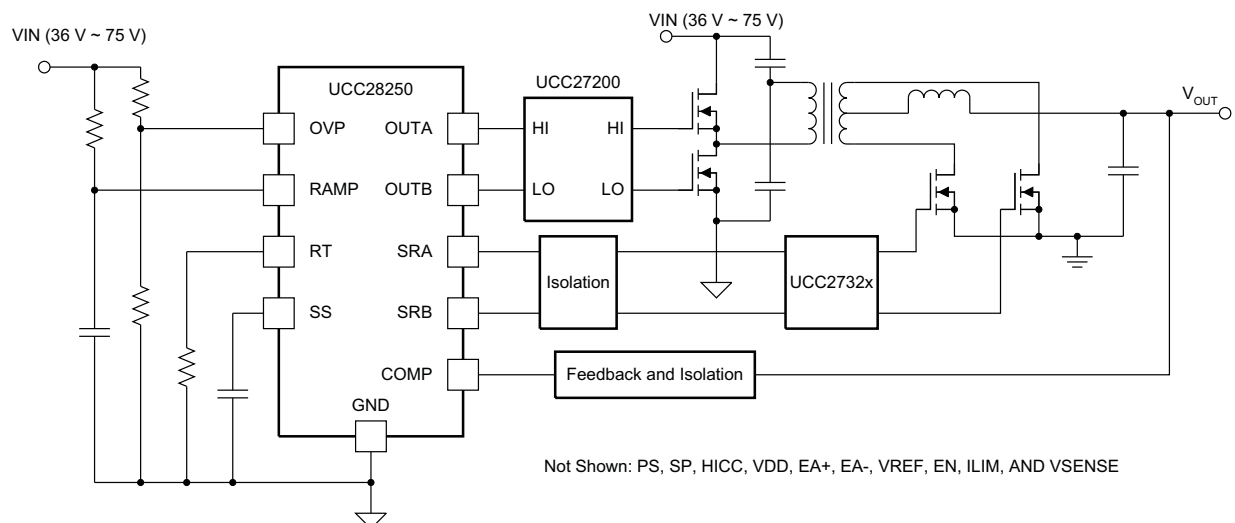 VIN (36 V ~ 75 V)
VIN (36 V ~ 75 V)
UCC28250
UCC27200
VOUT
OVP
OUTA
HI
HI
RAMP
OUTB
LO
LO
RT
SRA
Isolation
UCC2732x
SS
SRB
COMP
Feedback and Isolation
GND
Not Shown: PS, SP, HICC, VDD, EA+, EA-, VREF, EN, ILIM, AND VSENSE